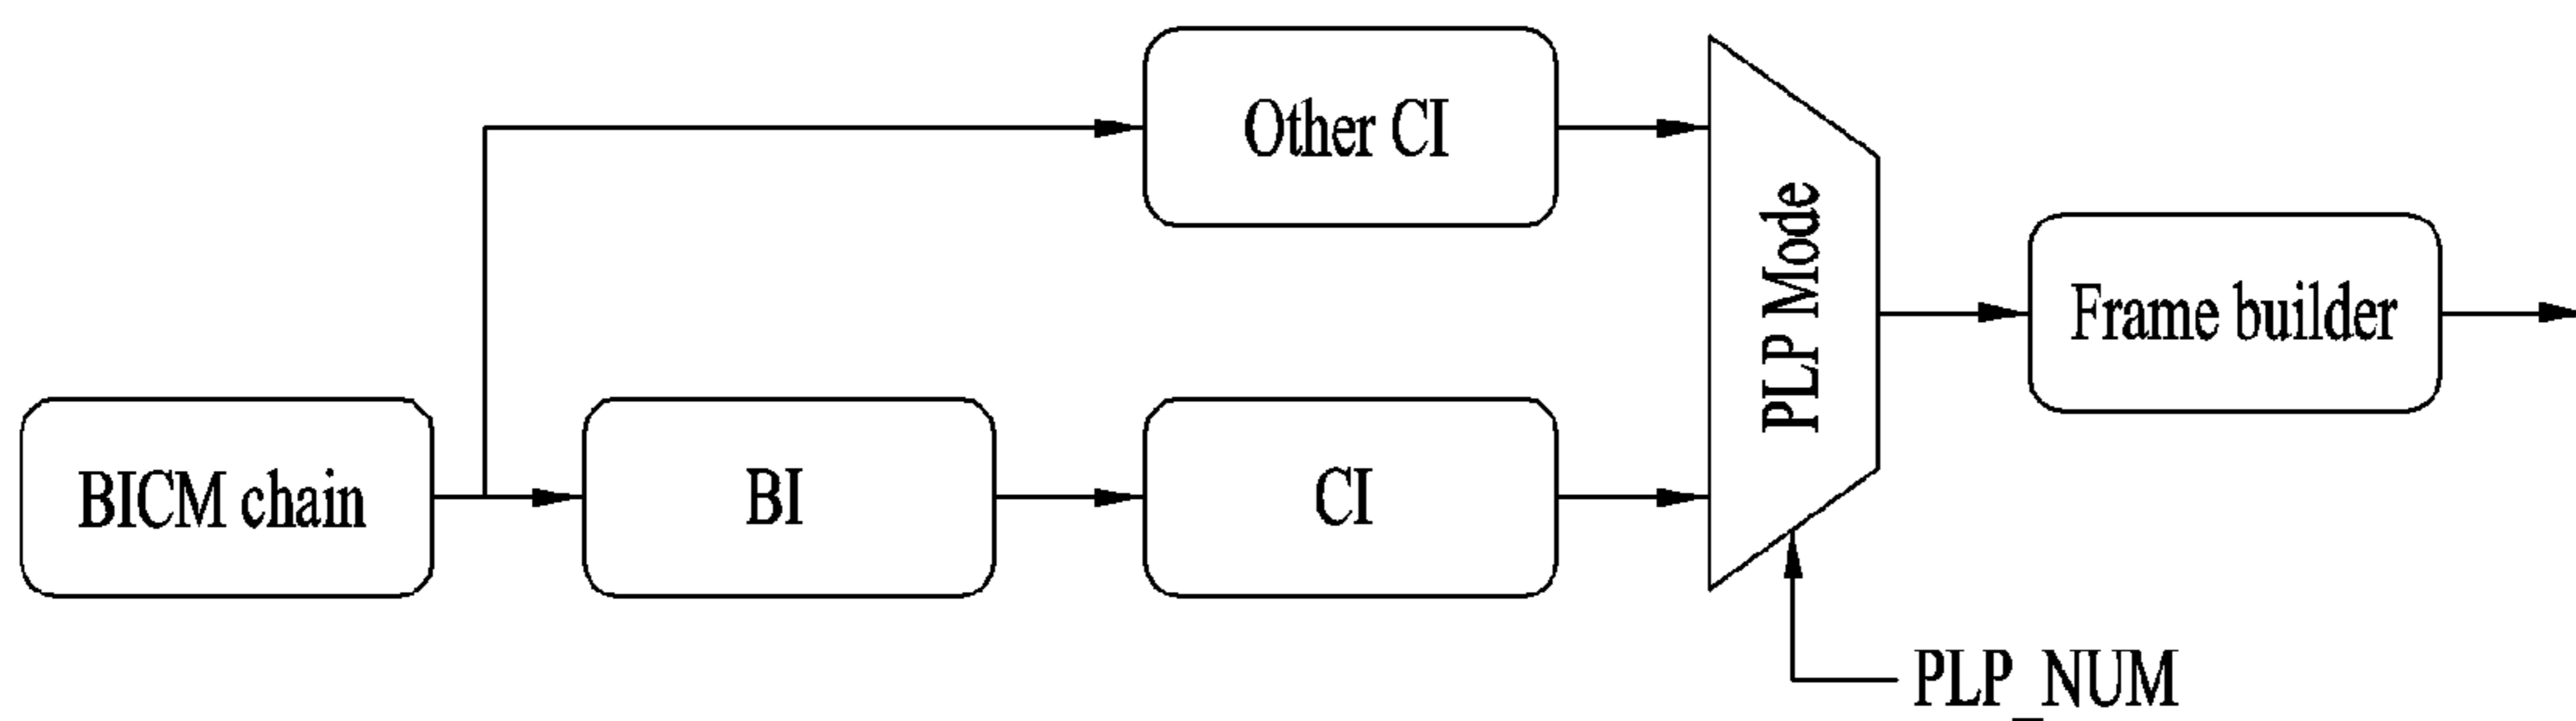 Other CI
PLP Mode
Frame builder
BICM chain
BI
CI
PLP_NUM